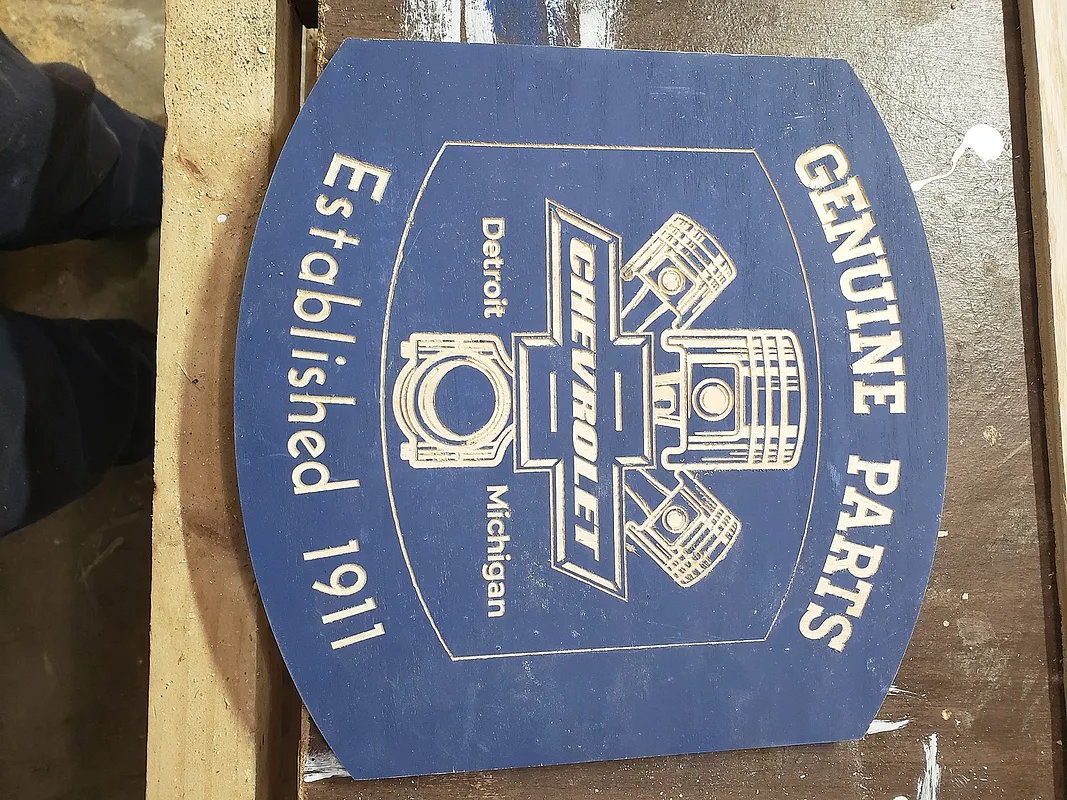 GENUINE PARTS
CHEVROLET
Detroit Michigan
Established 1911